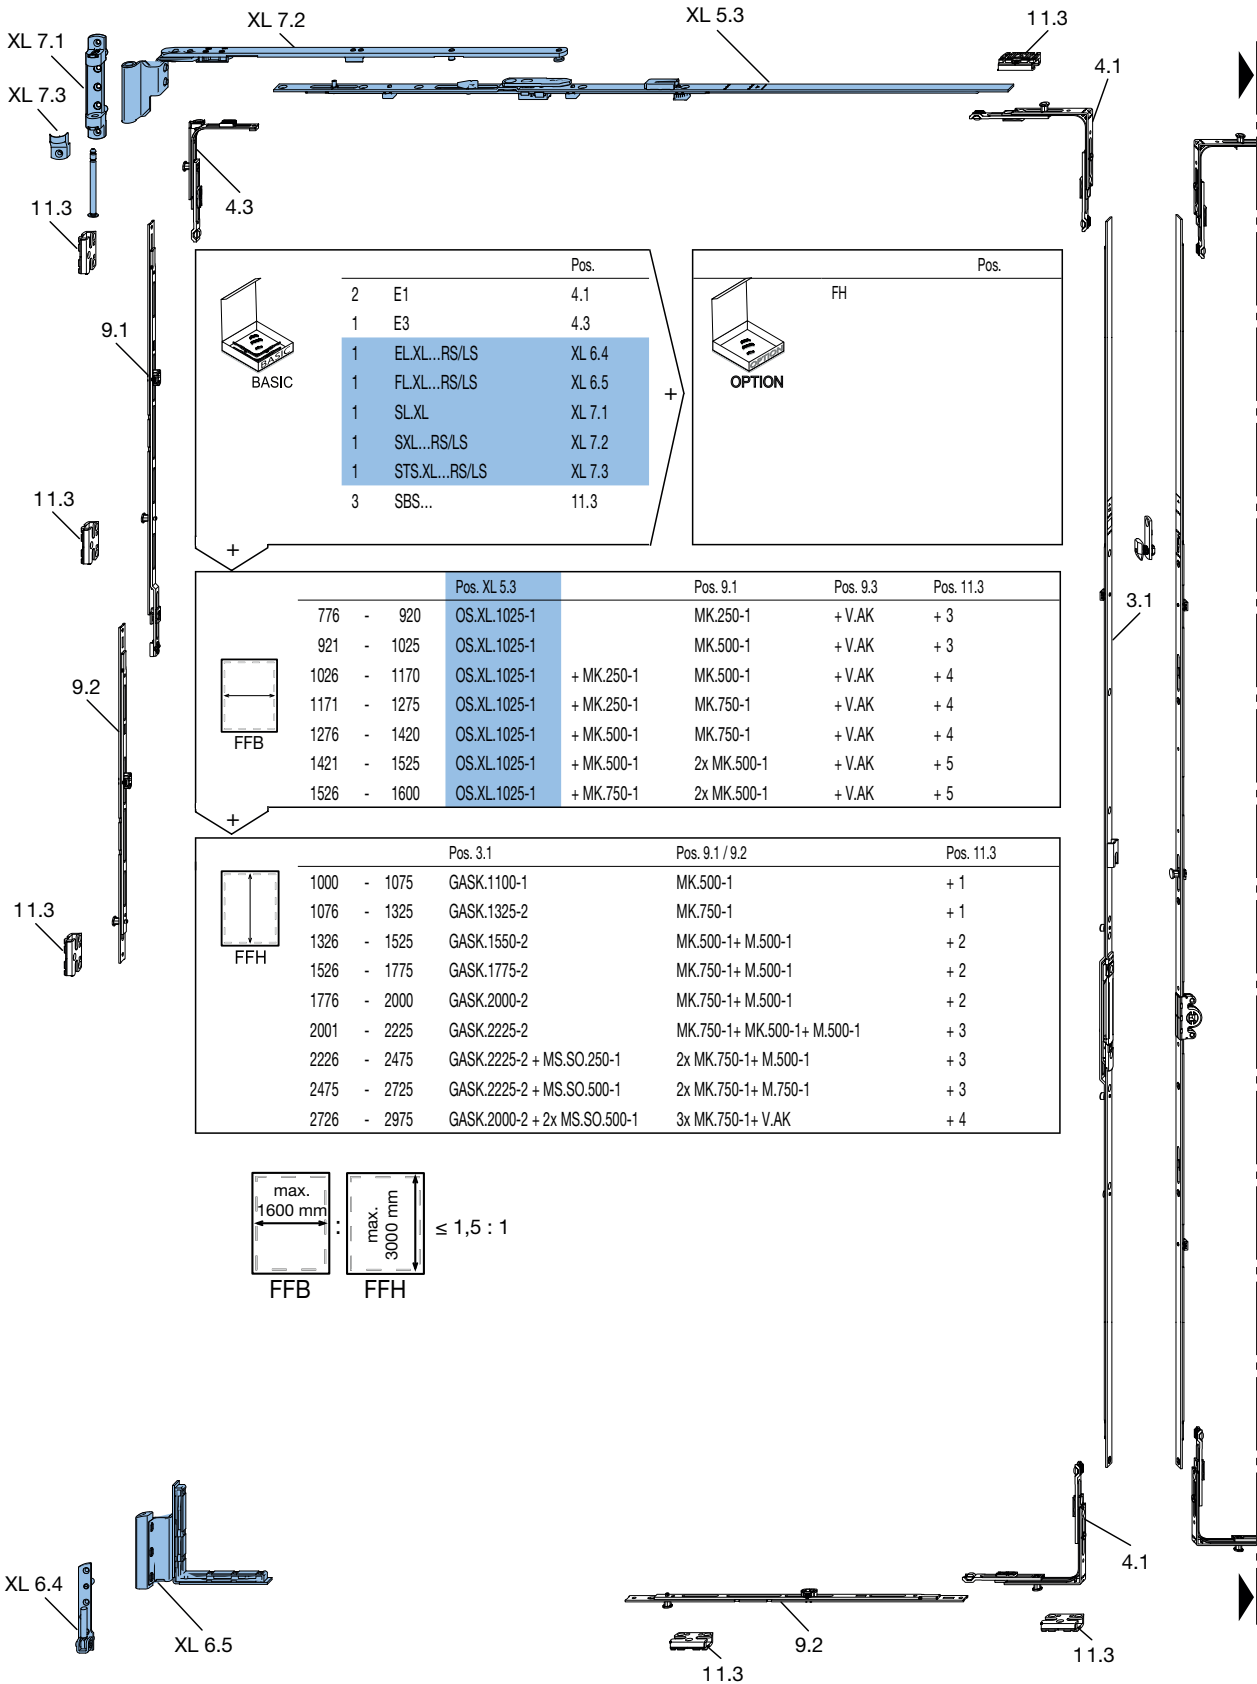 XL 7.2
XL 5.3
11.3
XL 7.1
4.1
XL 7.3
4.3
11.3
Pos.
2 E1 4.1
1 E3 4.3
1 EL.XL...RS/LS XL 6.4
1 FL.XL...RS/LS XL 6.5
1 SL.XL XL 7.1
1 SXL...RS/LS XL 7.2
1 STS.XL...RS/LS XL 7.3
3 SBS... 11.3
BASIC
BASIC
+
Pos.
FH
OPTION
OPTION
9.1
11.3
+
Pos. XL 5.3 Pos. 9.1 Pos. 9.3 Pos. 11.3
776 - 920 OS.XL.1025-1 MK.250-1 + V.AK + 3
921 - 1025 OS.XL.1025-1 MK.500-1 + V.AK + 3
1026 - 1170 OS.XL.1025-1 + MK.250-1 MK.500-1 + V.AK + 4
1171 - 1275 OS.XL.1025-1 + MK.250-1 MK.750-1 + V.AK + 4
1276 - 1420 OS.XL.1025-1 + MK.500-1 MK.750-1 + V.AK + 4
1421 - 1525 OS.XL.1025-1 + MK.500-1 2x MK.500-1 + V.AK + 5
1526 - 1600 OS.XL.1025-1 + MK.750-1 2x MK.500-1 + V.AK + 5
FFB
3.1
9.2
+
Pos. 3.1 Pos. 9.1 / 9.2 Pos. 11.3
1000 - 1075 GASK.1100-1 MK.500-1 + 1
1076 - 1325 GASK.1325-2 MK.750-1 + 1
1326 - 1525 GASK.1550-2 MK.500-1+ M.500-1 + 2
1526 - 1775 GASK.1775-2 MK.750-1+ M.500-1 + 2
1776 - 2000 GASK.2000-2 MK.750-1+ M.500-1 + 2
2001 - 2225 GASK.2225-2 MK.750-1+ MK.500-1+ M.500-1 + 3
2226 - 2475 GASK.2225-2 + MS.SO.250-1 2x MK.750-1+ M.500-1 + 3
2475 - 2725 GASK.2225-2 + MS.SO.500-1 2x MK.750-1+ M.750-1 + 3
2726 - 2975 GASK.2000-2 + 2x MS.SO.500-1 3x MK.750-1+ V.AK + 4
FFH
11.3
max.
1600 mm
:
max.
3000 mm
≤ 1,5 : 1
FFB
FFH
4.1
XL 6.4
XL 6.5
9.2
11.3
11.3